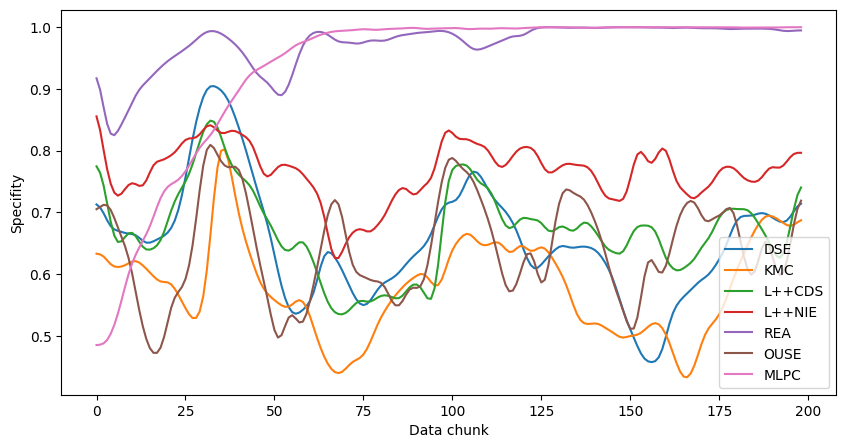 1.0
0.9
0.8
0.7
0.6
0.5
Specifity
0 25 50 75 100 125 150 175 200
Data chunk
DSE
KMC
L++CDS
L++NIE
REA
OUSE
MLPC